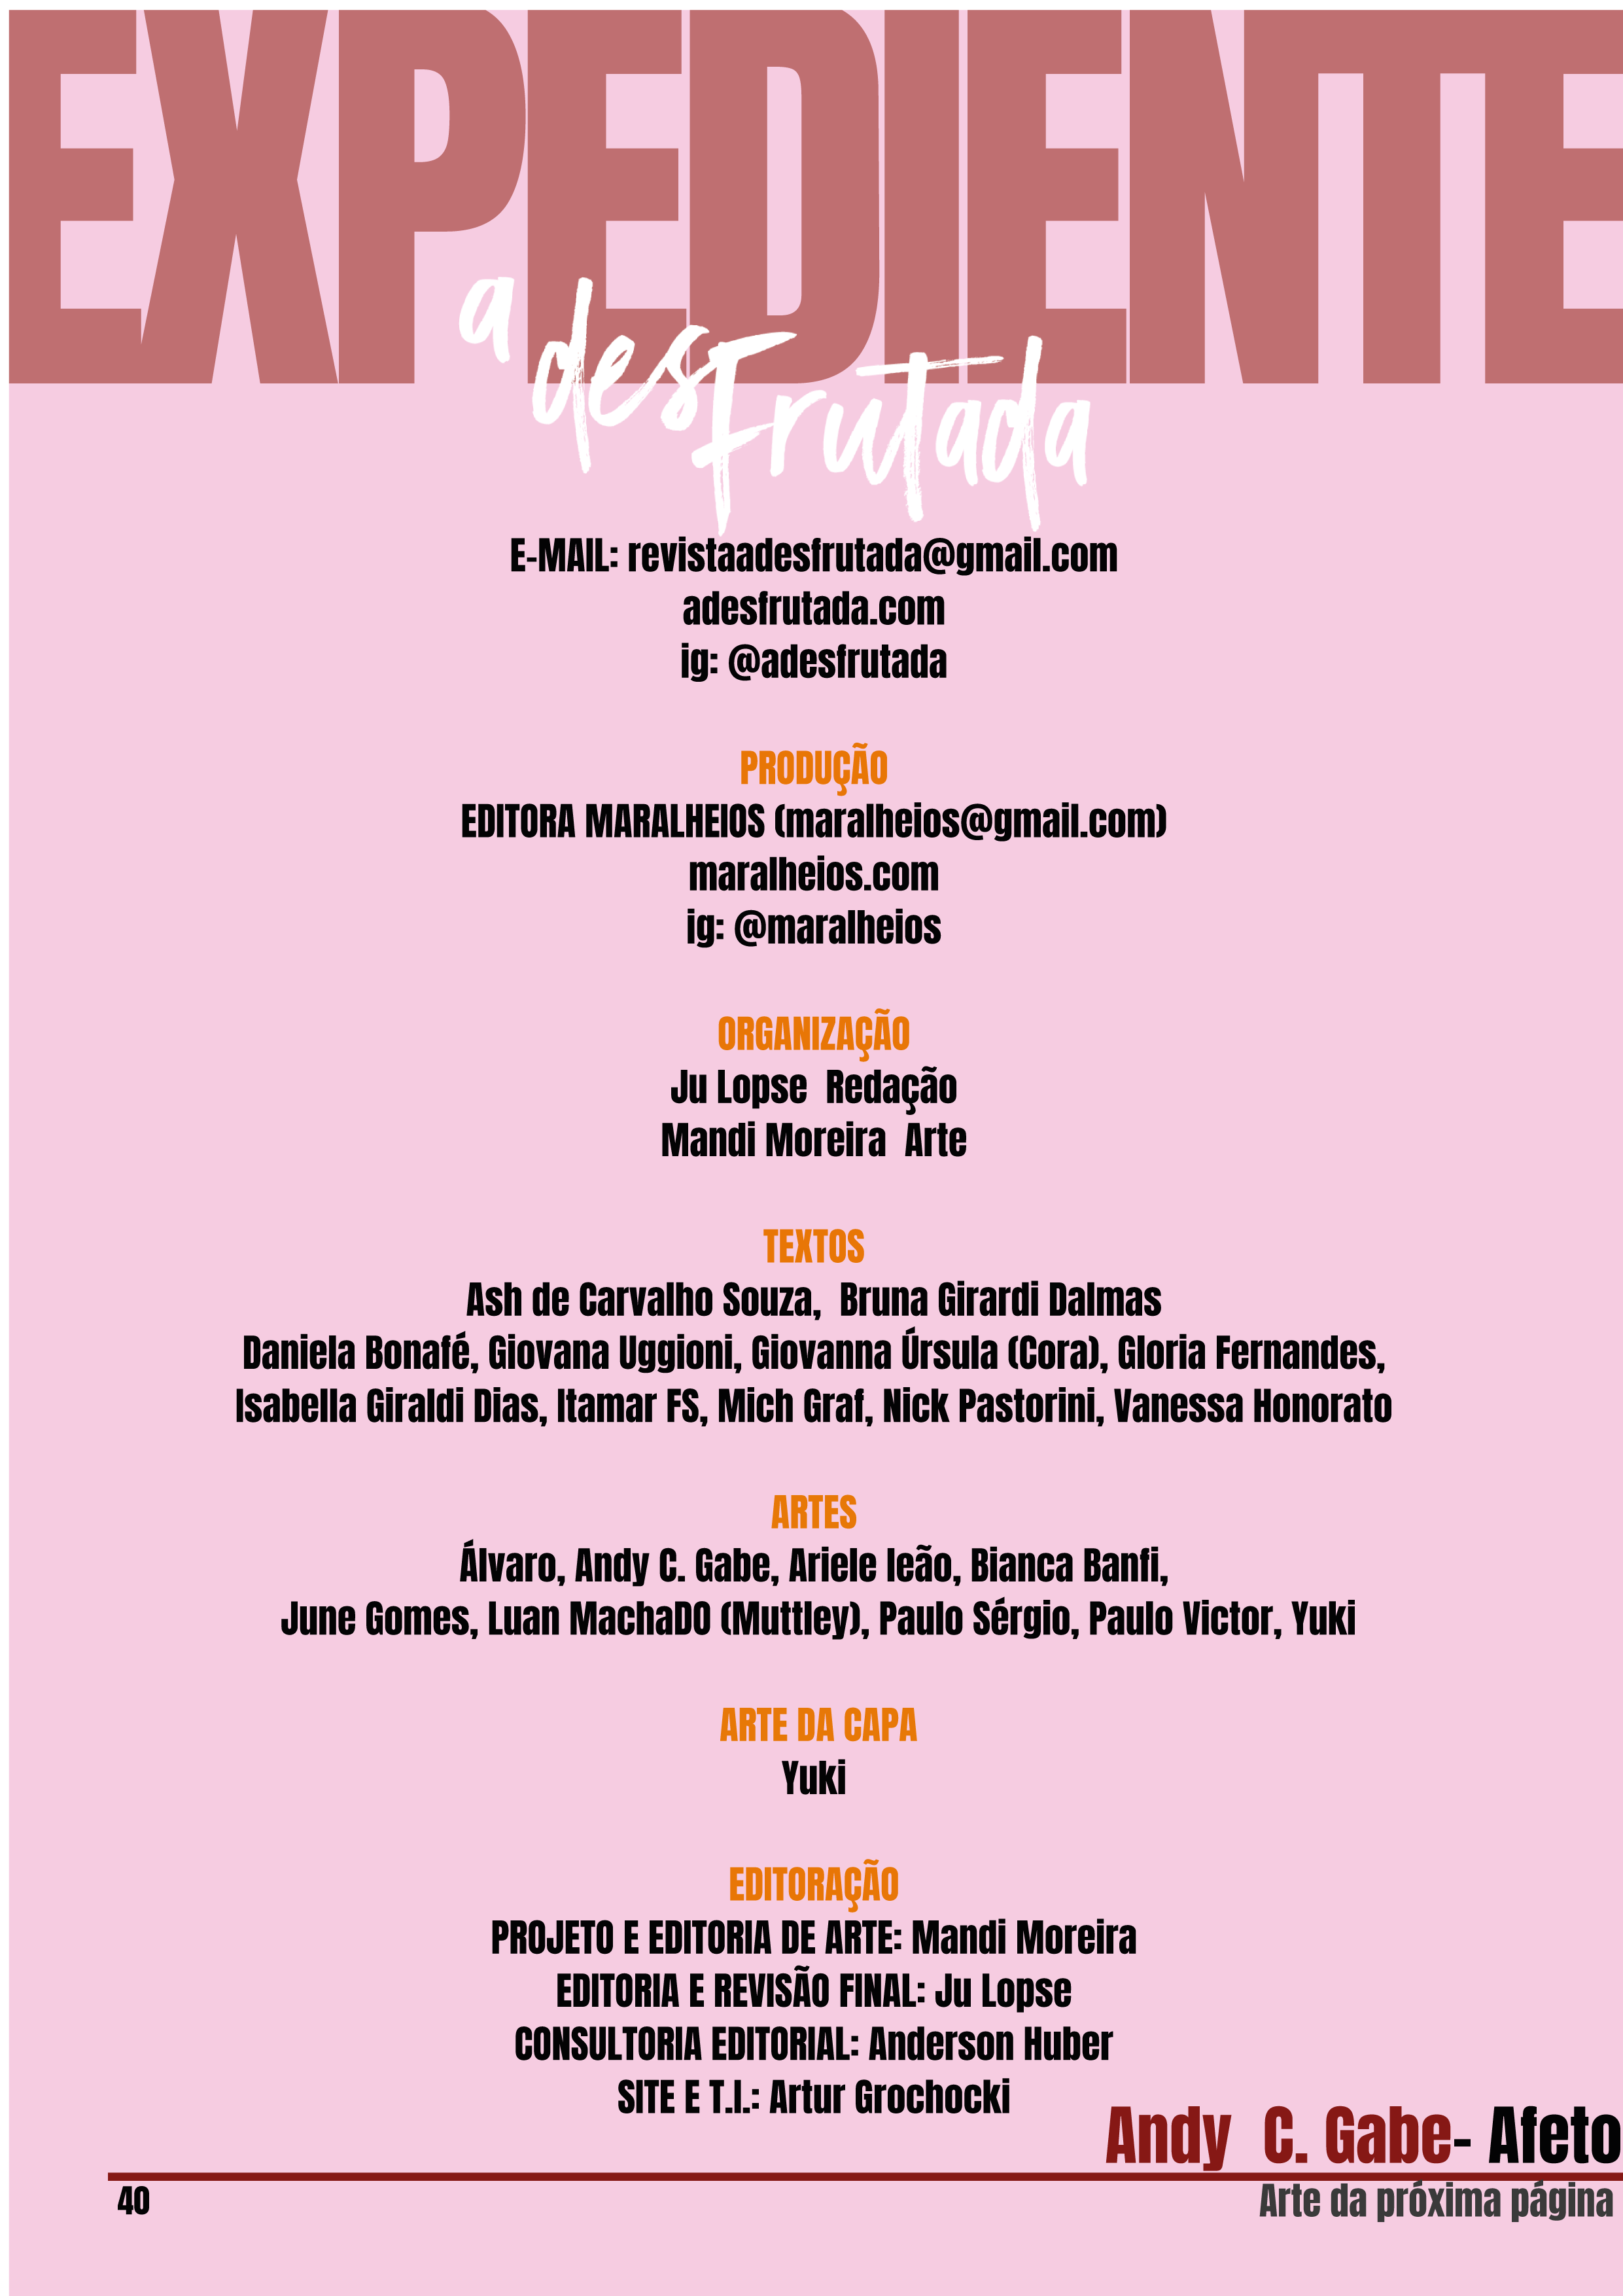 EXPEDIENTE
a desFrutada
E-MAIL: revistaadesfrutada@gmail.com
adesfrutada.com
ig: @adesfrutada
PRODUÇÃO
EDITORA MARALHEIOS (maralheios@gmail.com)
maralheios.com
ig: @maralheios
ORGANIZAÇÃO
Ju Lopse  Redação
Mandi Moreira  Arte
TEXTOS
Ash de Carvalho Souza,  Bruna Girardi Dalmas
Daniela Bonafé, Giovana Uggioni, Giovanna Úrsula (Cora), Gloria Fernandes,
Isabella Giraldi Dias, Itamar FS, Mich Graf, Nick Pastorini, Vanessa Honorato
ARTES
Álvaro, Andy C. Gabe, Ariele leão, Bianca Banfi,
June Gomes, Luan MachaDO (Muttley), Paulo Sérgio, Paulo Victor, Yuki
ARTE DA CAPA
Yuki
EDITORAÇÃO
PROJETO E EDITORIA DE ARTE: Mandi Moreira
EDITORIA E REVISÃO FINAL: Ju Lopse
CONSULTORIA EDITORIAL: Anderson Huber
SITE E T.I.: Artur Grochocki
Andy  C. Gabe- Afeto
40
Arte da próxima página